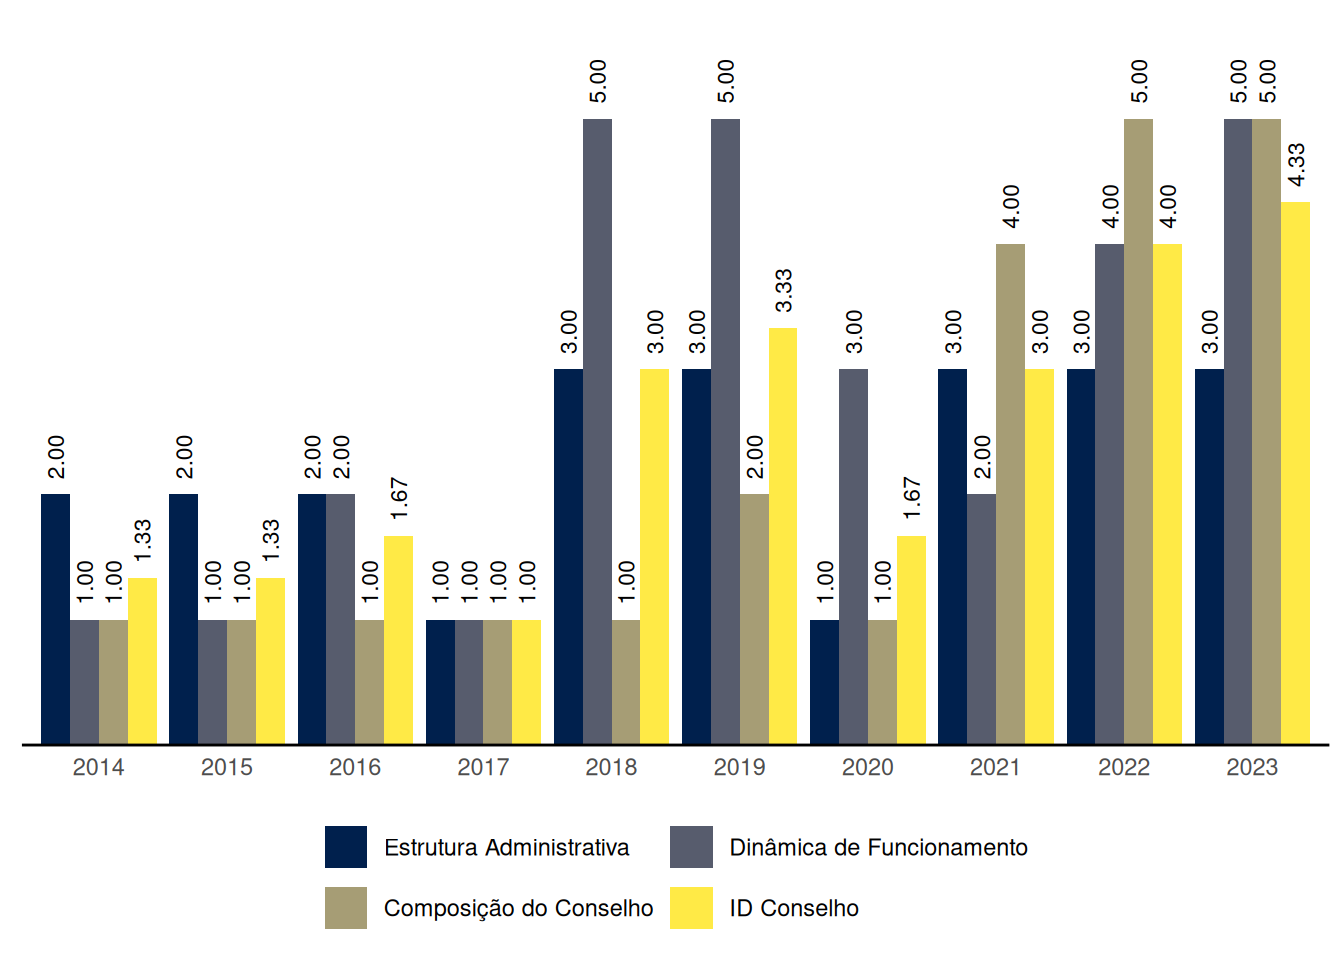 2.00 1.00 1.00 1.33 2.00 1.00 1.00 1.33 2.00 2.00 1.00 1.67 1.00 1.00 1.00 1.00 3.00 5.00 1.00 3.00 3.00 5.00 2.00 3.33 1.00 3.00 1.00 1.67 3.00 2.00 4.00 3.00 3.00 4.00 5.00 4.00 3.00 5.00 5.00 4.33
2014 2015 2016 2017 2018 2019 2020 2021 2022 2023
Estrutura Administrativa Dinâmica de Funcionamento
Composição do Conselho ID Conselho